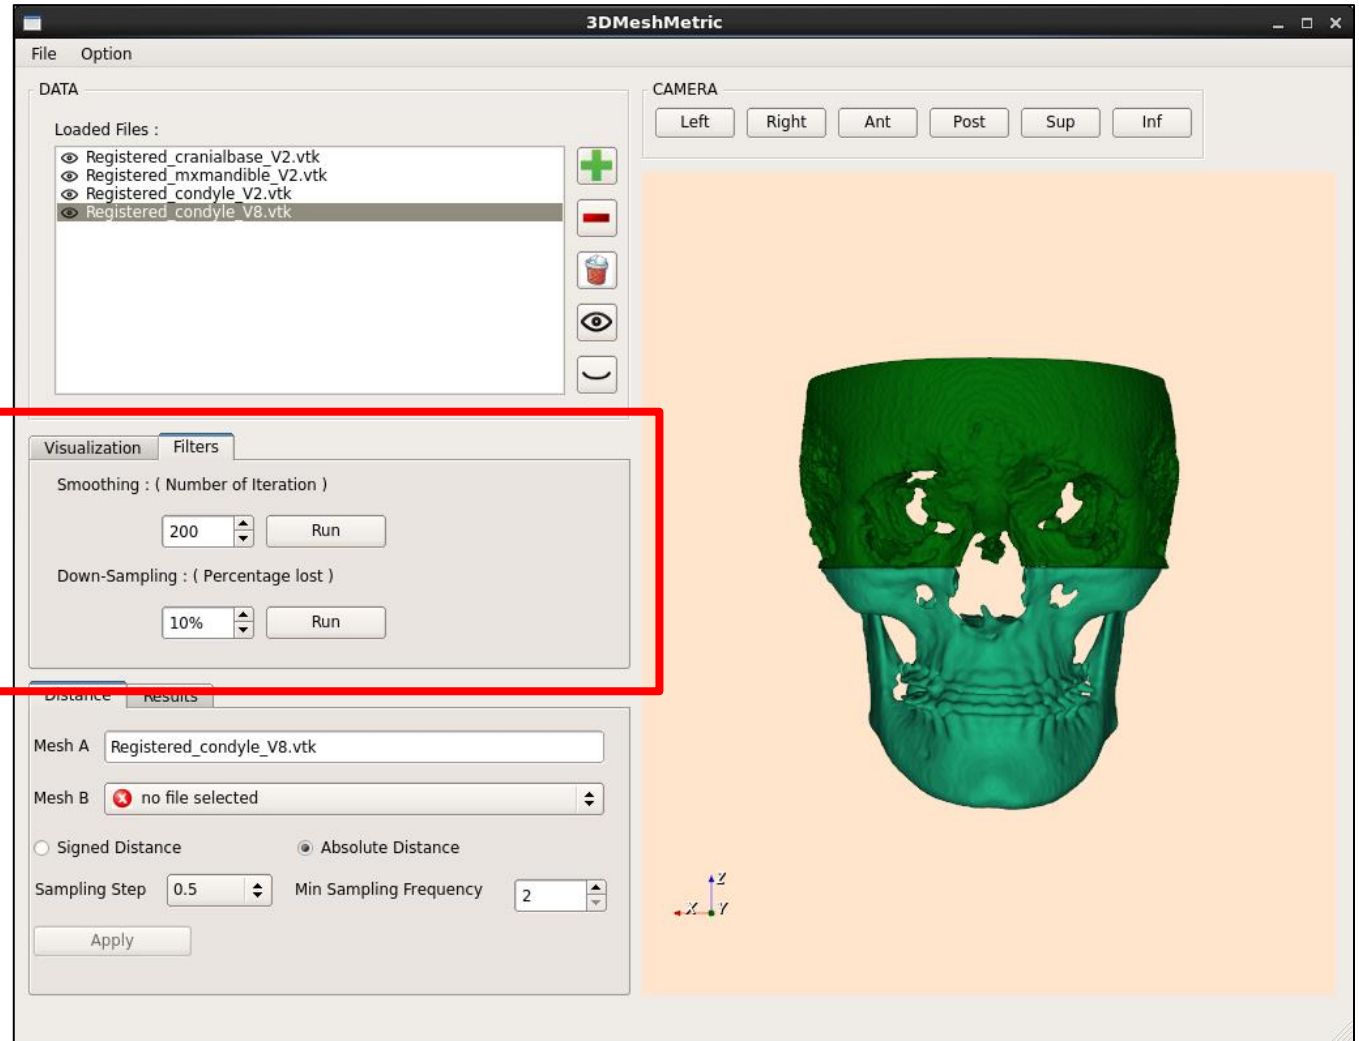 3DMeshMetric
File Option
DATA
Loaded Files :
Registered_cranialbase_V2.vtk
Registered_mxmandible_V2.vtk
Registered_condyle_V2.vtk
Registered_condyle_V8.vtk
CAMERA
Left Right Ant Post Sup Inf
Visualization Filters
Smoothing : ( Number of Iteration )
200 Run
Down-Sampling : ( Percentage lost )
10% Run
Distance Results
Mesh A Registered_condyle_V8.vtk
Mesh B no file selected
Signed Distance Absolute Distance
Sampling Step 0.5 Min Sampling Frequency 2
Apply
Z
X Y